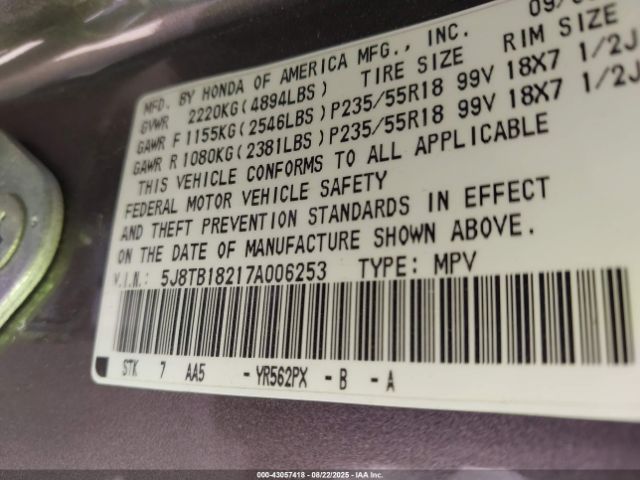 MFD. BY HONDA OF AMERICA MFG., INC. 09/
GVWR 2220KG(4894LBS) TIRE SIZE RIM SIZE
GAWR F1155KG(2546LBS)P235/55R18 99V 18X7 1/2J
GAWR R1080KG(2381LBS)P235/55R18 99V 18X7 1/2J
THIS VEHICLE CONFORMS TO ALL APPLICABLE
FEDERAL MOTOR VEHICLE SAFETY
AND THEFT PREVENTION STANDARDS IN EFFECT
ON THE DATE OF MANUFACTURE SHOWN ABOVE.
V.I.N.: 5J8TB18217A006253 TYPE: MPV
STK 7 AA5 -YR562PX -B -A
000-43057418 - 08/22/2025 - IAA Inc.